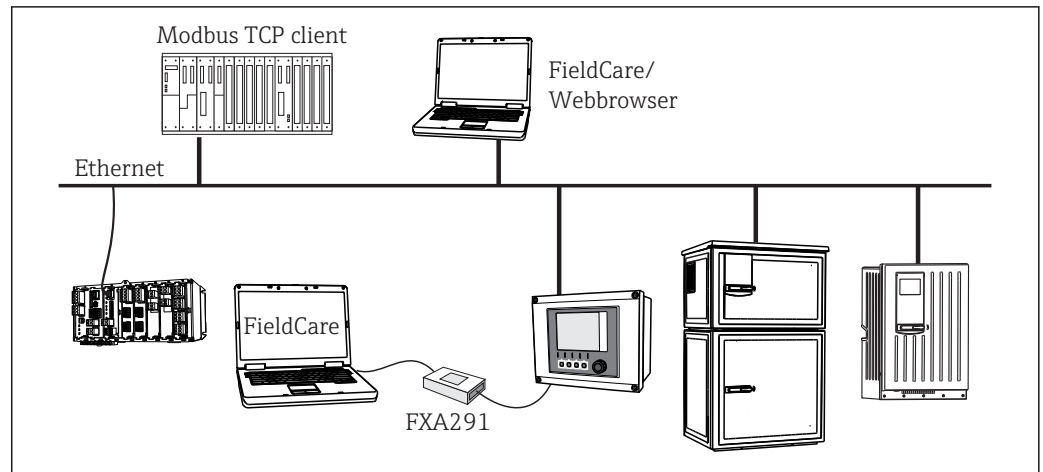 Modbus TCP client
FieldCare/
Webbrowser
Ethernet
FieldCare
FXA291